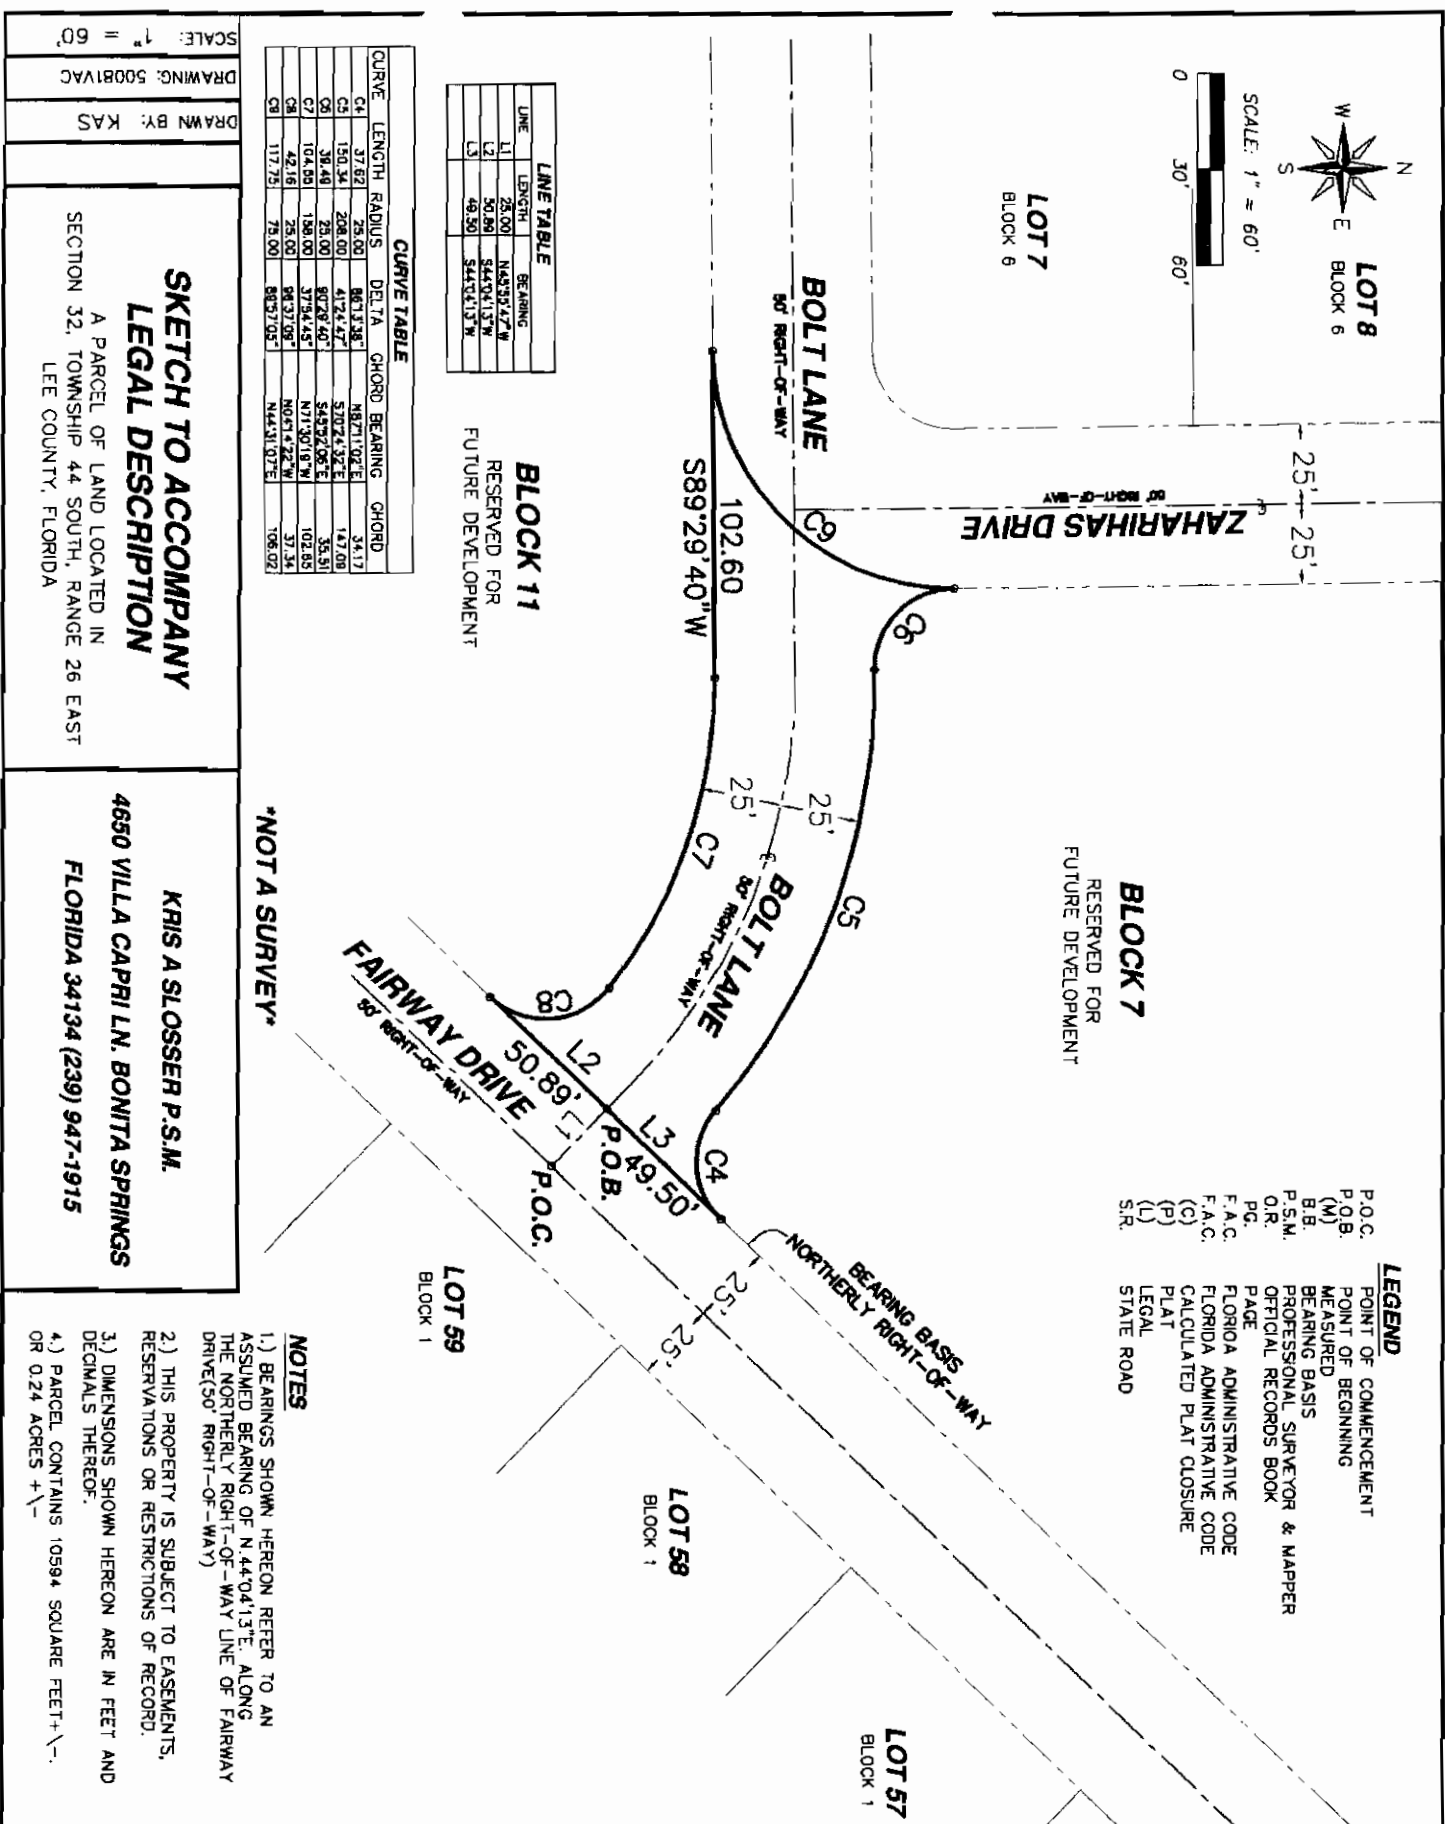 N
W
E
S
SCALE: 1" = 60'
0 30' 60'
LOT 8
BLOCK 6
LOT 7
BLOCK 6
25' 25'
ZAHARIHAS DRIVE
50' RIGHT-OF-WAY
BOLT LANE
50' RIGHT-OF-WAY
C9
C6
102.60
S89°29'40"W
BLOCK 11
RESERVED FOR
FUTURE DEVELOPMENT
BLOCK 7
RESERVED FOR
FUTURE DEVELOPMENT
25' 25'
C7
C5
BOLT LANE
50' RIGHT-OF-WAY
C8
C4
L2
50.89'
L3
49.50'
L1
P.O.B.
P.O.C.
FAIRWAY DRIVE
50' RIGHT-OF-WAY
25' 25'
BEARING BASIS
NORTHERLY RIGHT-OF-WAY
LOT 59
BLOCK 1
LOT 58
BLOCK 1
LOT 57
BLOCK 1
LEGEND
P.O.C. POINT OF COMMENCEMENT
P.O.B. POINT OF BEGINNING
(M) MEASURED
B.B. BEARING BASIS
P.S.M. PROFESSIONAL SURVEYOR & MAPPER
O.R. OFFICIAL RECORDS BOOK
PG. PAGE
F.A.C. FLORIDA ADMINISTRATIVE CODE
F.A.C. FLORIDA ADMINISTRATIVE CODE
(C) CALCULATED PLAT CLOSURE
(P) PLAT
(L) LEGAL
S.R. STATE ROAD
LINE TABLE
LINE LENGTH BEARING
L1 25.00 N45°55'47"W
L2 50.89 S44°04'13"W
L3 49.50 S44°04'13"W
CURVE TABLE
CURVE LENGTH RADIUS DELTA CHORD BEARING CHORD
C4 37.62 25.00 86°13'38" N87°11'02"E 34.17
C5 150.34 208.00 41°24'47" S70°24'32"E 147.09
C6 39.49 25.00 90°29'40" S45°52'06"E 35.51
C7 104.55 158.00 37°54'45" N71°30'19"W 102.65
C8 42.16 25.00 96°37'09" N04°14'22"W 37.34
C9 117.75 75.00 89°57'05" N44°31'07"E 106.02
*NOT A SURVEY*
NOTES
1.) BEARINGS SHOWN HEREON REFER TO AN
ASSUMED BEARING OF N.44°04'13"E. ALONG
THE NORTHERLY RIGHT-OF-WAY LINE OF FAIRWAY
DRIVE(50' RIGHT-OF-WAY)
2.) THIS PROPERTY IS SUBJECT TO EASEMENTS,
RESERVATIONS OR RESTRICTIONS OF RECORD.
3.) DIMENSIONS SHOWN HEREON ARE IN FEET AND
DECIMALS THEREOF.
4.) PARCEL CONTAINS 10594 SQUARE FEET+\-.
OR 0.24 ACRES +\-
SCALE: 1" = 60'
DRAWING: 50081VAC
DRAWN BY: KAS
SKETCH TO ACCOMPANY
LEGAL DESCRIPTION
A PARCEL OF LAND LOCATED IN
SECTION 32, TOWNSHIP 44 SOUTH, RANGE 26 EAST
LEE COUNTY, FLORIDA
KRIS A SLOSSER P.S.M.
4650 VILLA CAPRI LN. BONITA SPRINGS
FLORIDA 34134 (239) 947-1915